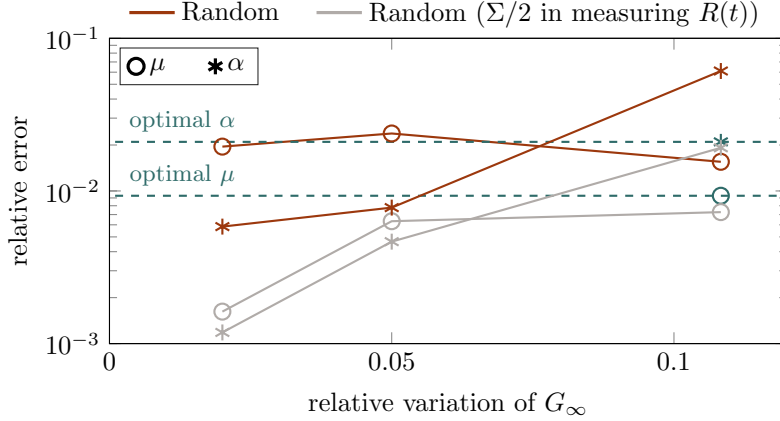 Random
Random (Σ/2 in measuring R(t))
10⁻¹
μ
α
optimal α
optimal μ
10⁻²
relative error
10⁻³
0
0.05
0.1
relative variation of G∞